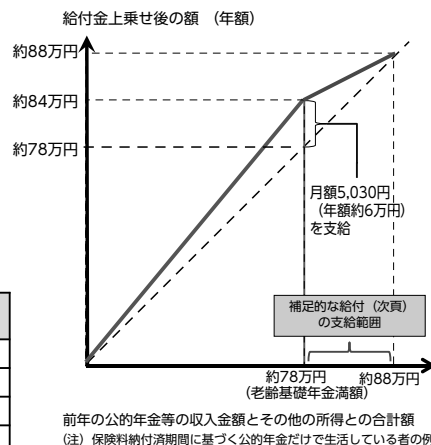 給付金上乗せ後の額 (年額)
約88万円
約84万円
約78万円
月額5,030円
(年額約6万円)
を支給
補足的な給付(次頁)
の支給範囲
約78万円 約88万円
(老齢基礎年金満額)
前年の公的年金等の収入金額とその他の所得との合計額
(注)保険料納付済期間に基づく公的年金だけで生活している者の例